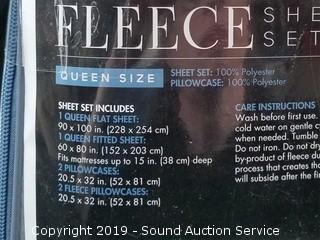 FLEECE SHE
SET
QUEEN SIZE
SHEET SET: 100% Polyester
PILLOWCASE: 100% Polyester
SHEET SET INCLUDES
1 QUEEN FLAT SHEET:
90 x 100 in. (228 x 254 cm)
1 QUEEN FITTED SHEET:
60 x 80 in. (152 x 203 cm)
Fits mattresses up to 15 in. (38 cm) deep
2 PILLOWCASES:
20.5 x 32 in. (52 x 81 cm)
2 FLEECE PILLOWCASES:
20.5 x 32 in. (52 x 81 cm)
CARE INSTRUCTIONS
Wash before first use.
cold water on gentle cy
when needed. Tumble
Do not iron. Do not dry
by-product of fleece du
process that creates th
will subside after the fir
Copyright 2019 - Sound Auction Service